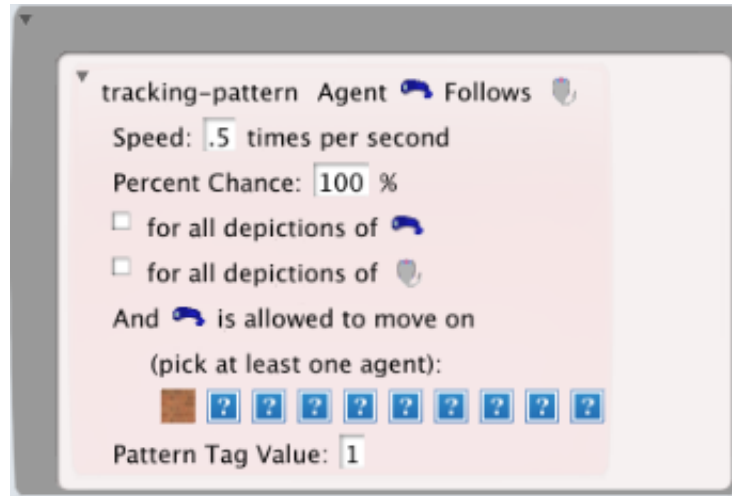 tracking-pattern Agent Follows
Speed: .5 times per second
Percent Chance: 100 %
for all depictions of
for all depictions of
And is allowed to move on
(pick at least one agent):
? ? ? ? ? ? ? ? ?
Pattern Tag Value: 1